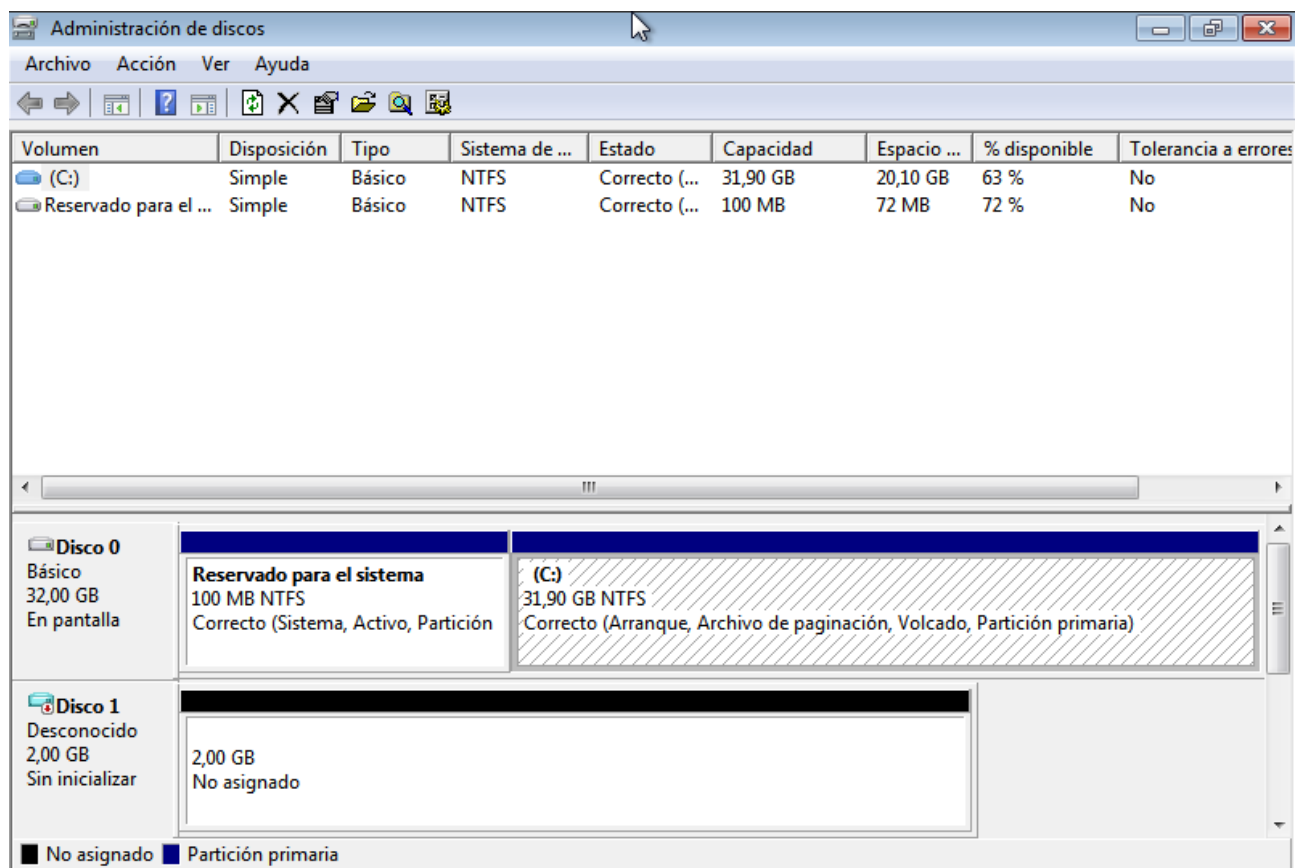 Administración de discos
Archivo Acción Ver Ayuda
Volumen Disposición Tipo Sistema de ... Estado Capacidad Espacio ... % disponible Tolerancia a errores
(C:) Simple Básico NTFS Correcto (... 31,90 GB 20,10 GB 63 % No
Reservado para el ... Simple Básico NTFS Correcto (... 100 MB 72 MB 72 % No
Disco 0
Básico
32,00 GB
En pantalla
Reservado para el sistema
100 MB NTFS
Correcto (Sistema, Activo, Partición
(C:)
31,90 GB NTFS
Correcto (Arranque, Archivo de paginación, Volcado, Partición primaria)
Disco 1
Desconocido
2,00 GB
Sin inicializar
2,00 GB
No asignado
No asignado Partición primaria